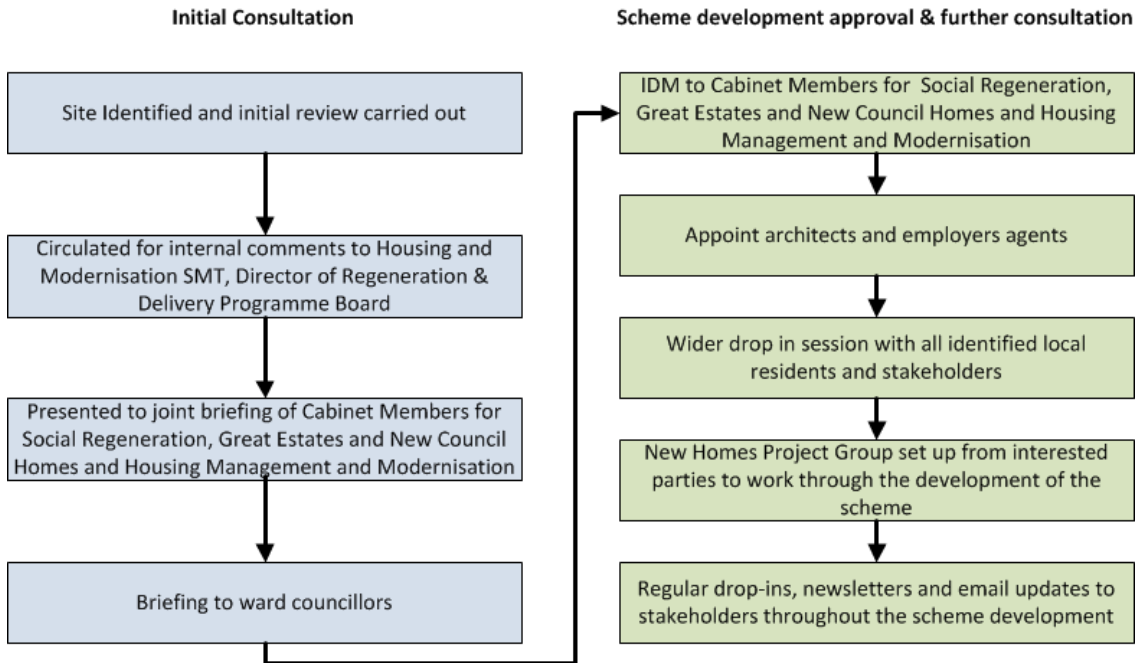 Initial Consultation
Site Identified and initial review carried out
Circulated for internal comments to Housing and
Modernisation SMT, Director of Regeneration &
Delivery Programme Board
Presented to joint briefing of Cabinet Members for
Social Regeneration, Great Estates and New Council
Homes and Housing Management and Modernisation
Briefing to ward councillors
Scheme development approval & further consultation
IDM to Cabinet Members for Social Regeneration,
Great Estates and New Council Homes and Housing
Management and Modernisation
Appoint architects and employers agents
Wider drop in session with all identified local
residents and stakeholders
New Homes Project Group set up from interested
parties to work through the development of the
scheme
Regular drop-ins, newsletters and email updates to
stakeholders throughout the scheme development